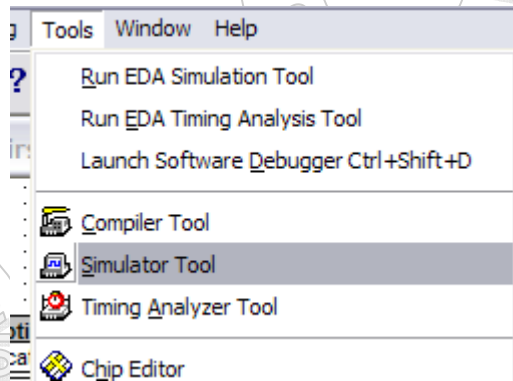 Tools Window Help
?
Run EDA Simulation Tool
Run EDA Timing Analysis Tool
Launch Software Debugger Ctrl+Shift+D
Compiler Tool
Simulator Tool
Timing Analyzer Tool
Chip Editor